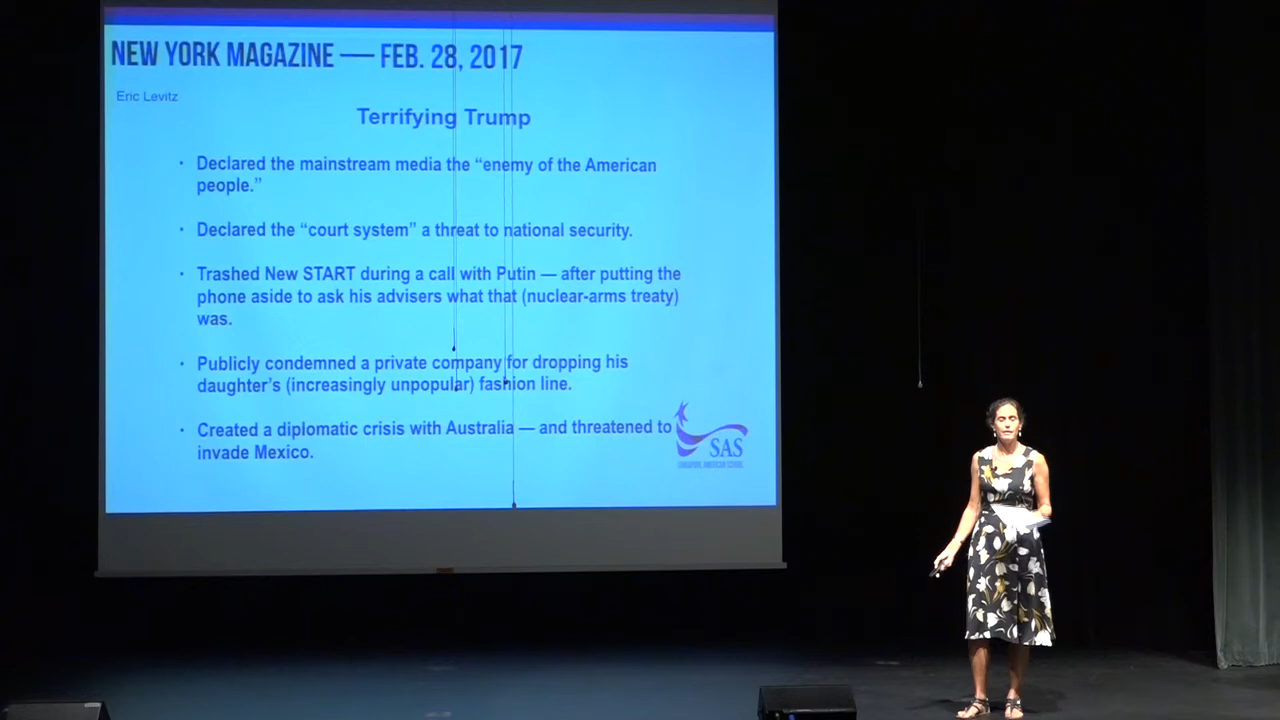 NEW YORK MAGAZINE — FEB. 28, 2017
Eric Levitz
Terrifying Trump
· Declared the mainstream media the “enemy of the American
people.”
· Declared the “court system” a threat to national security.
· Trashed New START during a call with Putin — after putting the
phone aside to ask his advisers what that (nuclear-arms treaty)
was.
· Publicly condemned a private company for dropping his
daughter’s (increasingly unpopular) fashion line.
· Created a diplomatic crisis with Australia — and threatened to
invade Mexico.
SAS
SINGAPORE AMERICAN SCHOOL